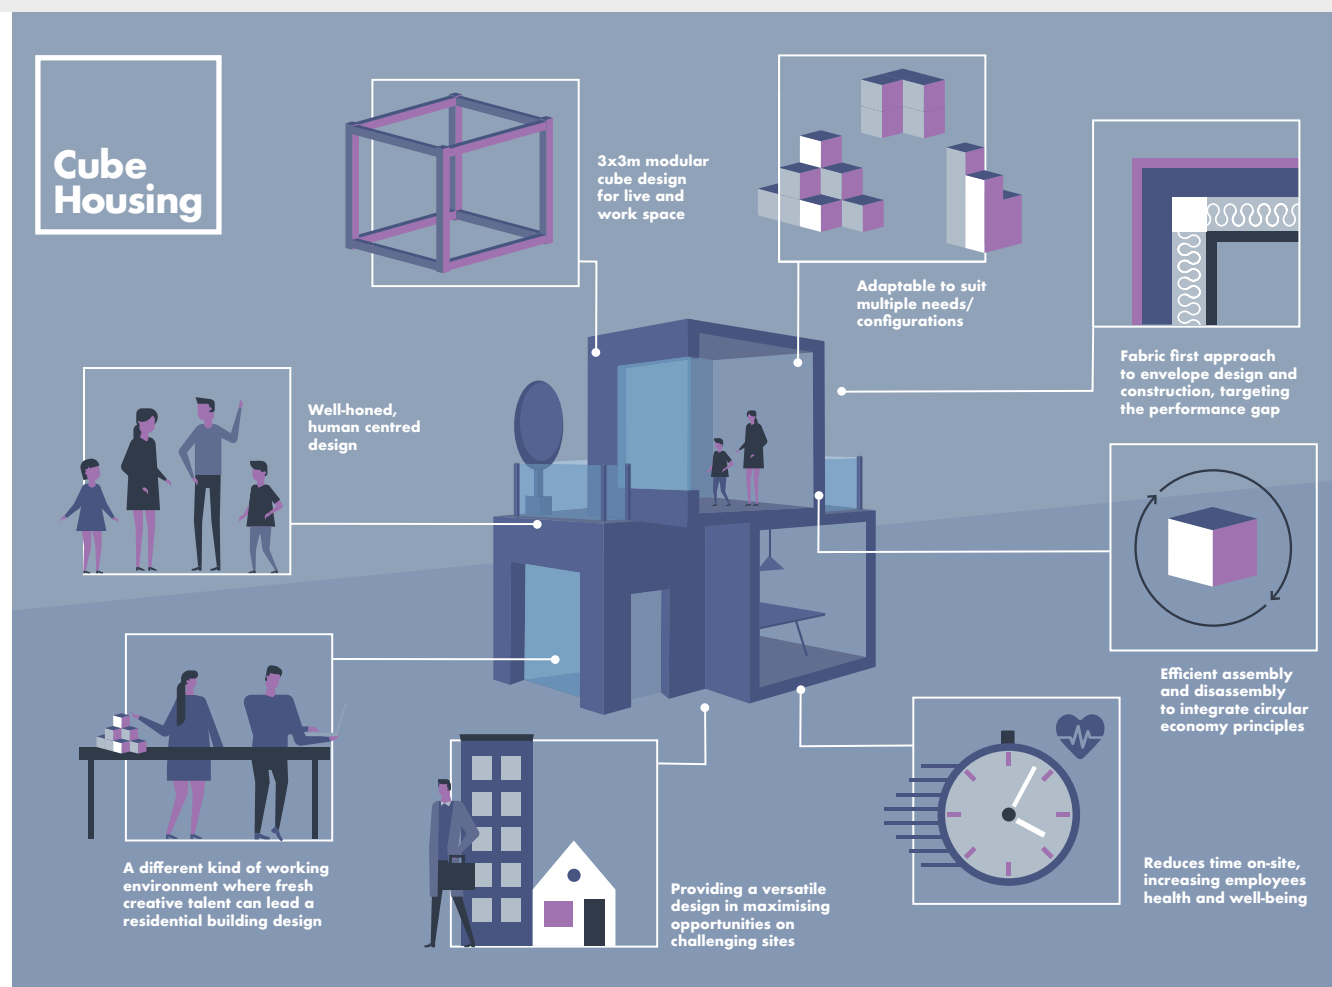 Cube
Housing
3x3m modular
cube design
for live and
work space
Adaptable to suit
multiple needs/
configurations
Fabric first approach
to envelope design and
construction, targeting
the performance gap
Well-honed,
human centred
design
Efficient assembly
and disassembly
to integrate circular
economy principles
A different kind of working
environment where fresh
creative talent can lead a
residential building design
Providing a versatile
design in maximising
opportunities on
challenging sites
Reduces time on-site,
increasing employees
health and well-being